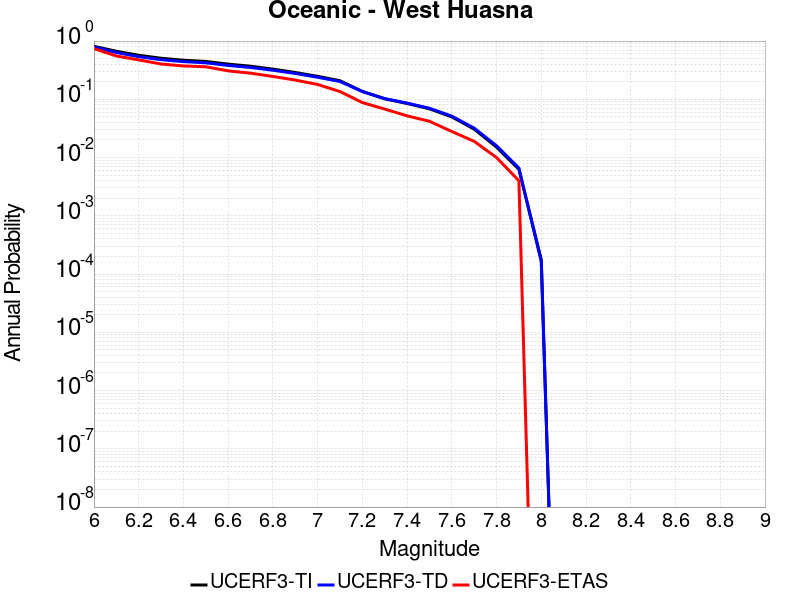 Oceanic - West Huasna
10^0
10^-1
10^-2
10^-3
10^-4
10^-5
10^-6
10^-7
10^-8
Annual Probability
6 6.2 6.4 6.6 6.8 7 7.2 7.4 7.6 7.8 8 8.2 8.4 8.6 8.8 9
Magnitude
UCERF3-TI UCERF3-TD UCERF3-ETAS